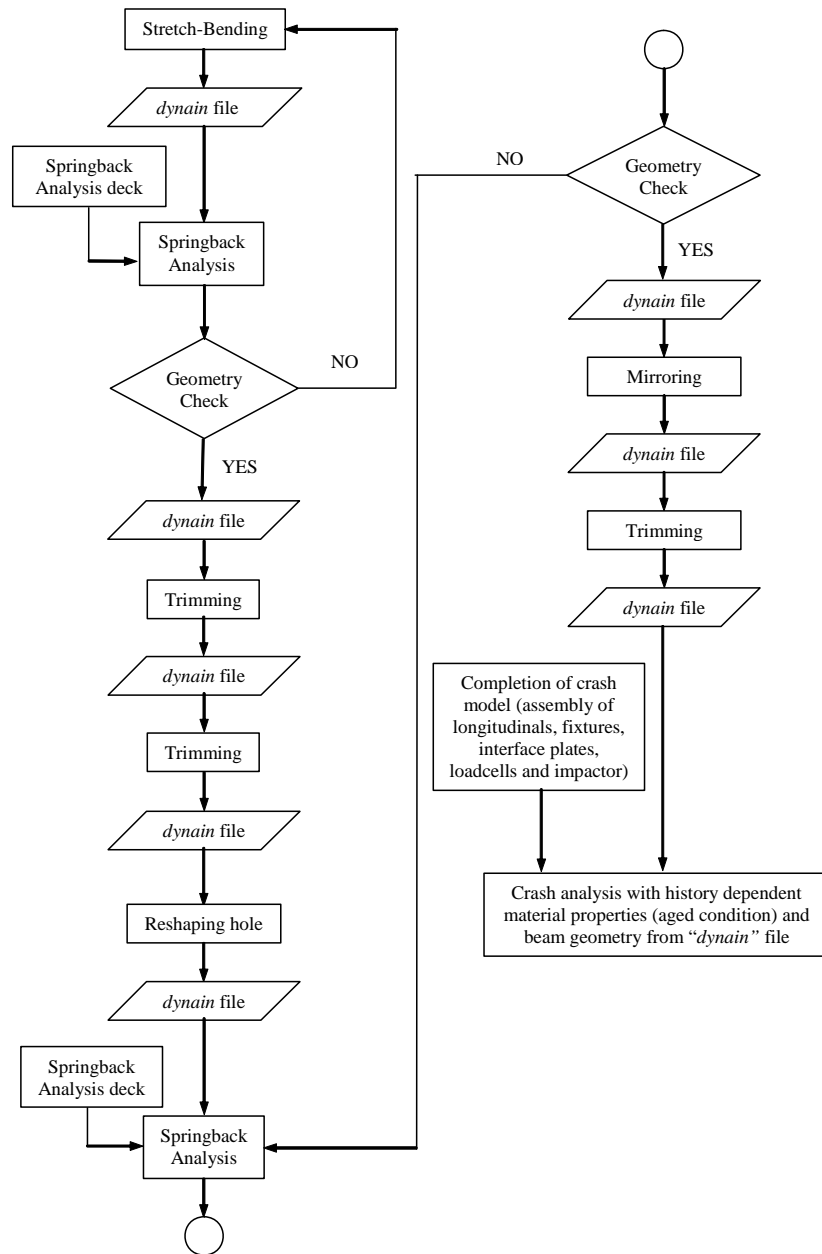 Stretch-Bending
dynain file
Springback
Analysis deck
Springback
Analysis
Geometry
Check
NO
YES
dynain file
Trimming
dynain file
Trimming
dynain file
Reshaping hole
dynain file
Springback
Analysis deck
Springback
Analysis
NO
Geometry
Check
YES
dynain file
Mirroring
dynain file
Trimming
dynain file
Completion of crash
model (assembly of
longitudinals, fixtures,
interface plates,
loadcells and impactor)
Crash analysis with history dependent
material properties (aged condition) and
beam geometry from “dynain” file